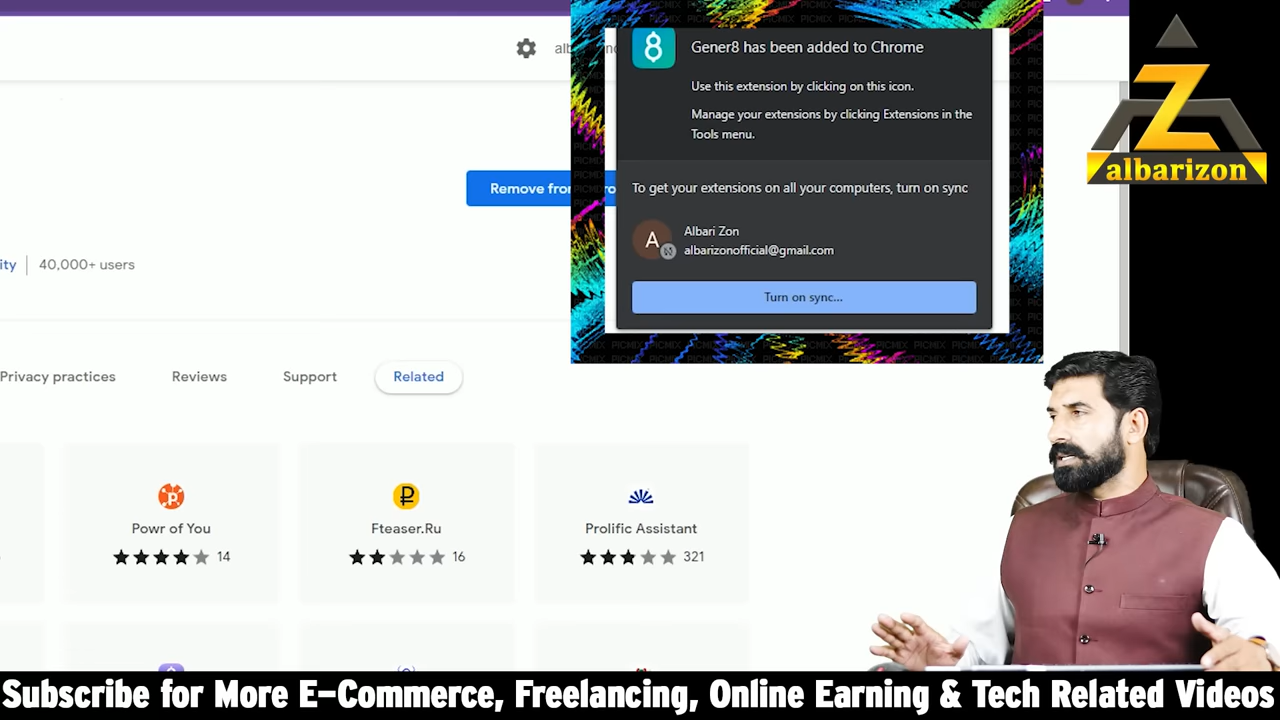 Gener8 has been added to Chrome
Use this extension by clicking on this icon.
Manage your extensions by clicking Extensions in the
Tools menu.
To get your extensions on all your computers, turn on sync
A
Albari Zon
albarizonofficial@gmail.com
Turn on sync...
albarizon
Remove
40,000+ users
Privacy practices
Reviews
Support
Related
Powr of You
14
Fteaser.Ru
16
Prolific Assistant
321
Subscribe for More E-Commerce, Freelancing, Online Earning & Tech Related Videos